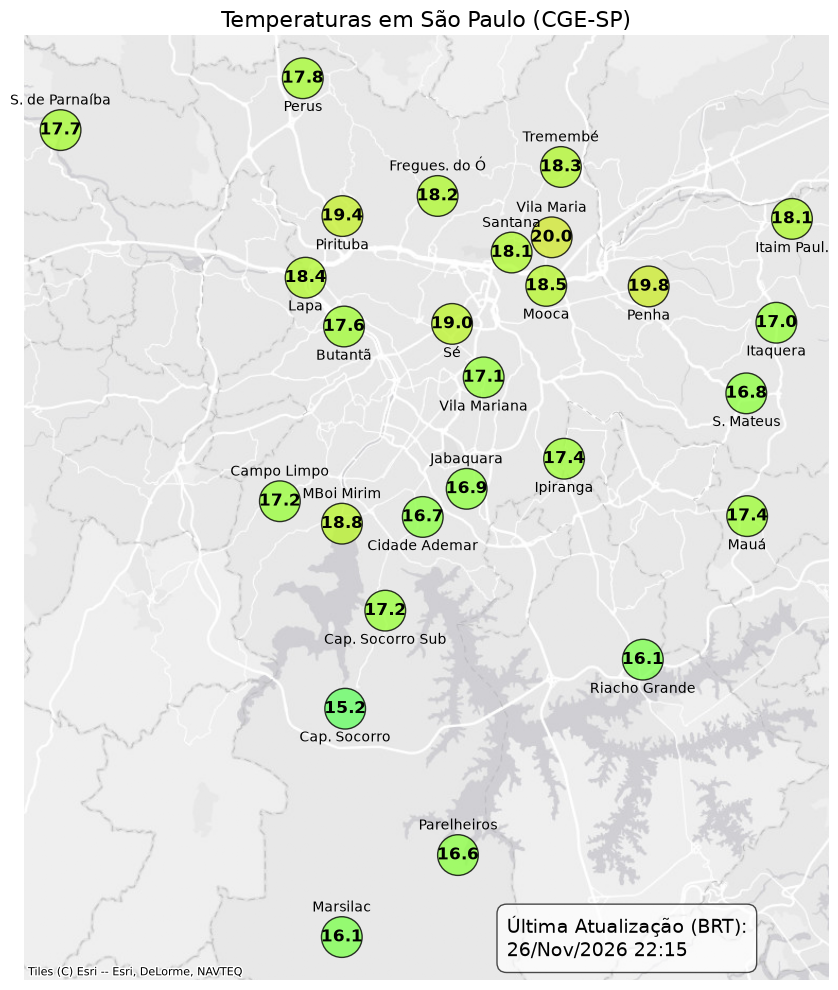 Temperaturas em São Paulo (CGE-SP)
17.8
Perus
S. de Parnaíba
17.7
Tremembé
18.3
Fregues. do Ó
18.2
19.4
Pirituba
Vila Maria
20.0
Santana
18.1
18.1
Itaim Paul.
18.4
Lapa
18.5
Mooca
19.8
Penha
17.6
Butantã
19.0
Sé
17.0
Itaquera
17.1
Vila Mariana
16.8
S. Mateus
17.4
Ipiranga
Jabaquara
16.9
Campo Limpo
17.2
MBoi Mirim
18.8
16.7
Cidade Ademar
17.4
Mauá
17.2
Cap. Socorro Sub
16.1
Riacho Grande
15.2
Cap. Socorro
Parelheiros
16.6
Marsilac
16.1
Última Atualização (BRT):
26/Nov/2026 22:15
Tiles (C) Esri -- Esri, DeLorme, NAVTEQ